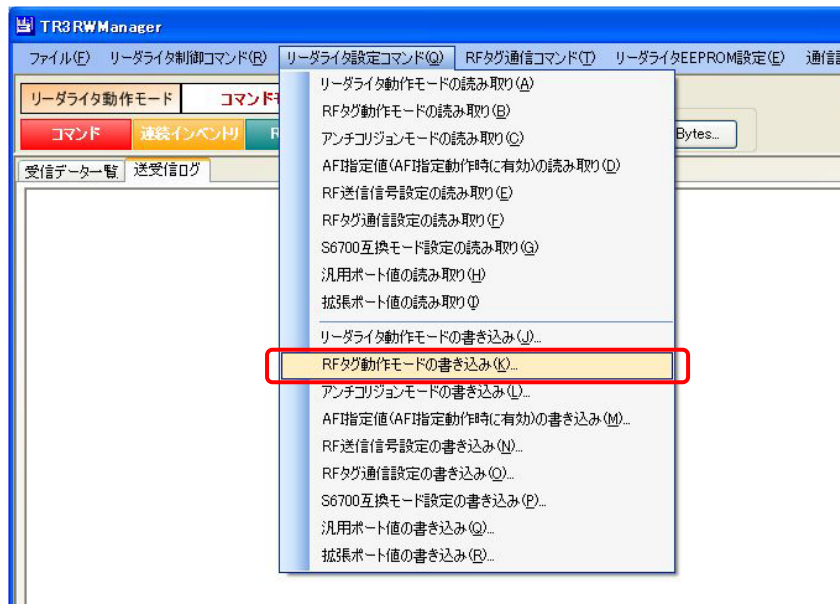 TR3RWManager
ファイル(F) リーダライタ制御コマンド(R) リーダライタ設定コマンド(Q) RFタグ通信コマンド(T) リーダライタEEPROM設定(E)
リーダライタ動作モード
コマンド 連続インベントリ
Bytes...
受信データ一覧 送受信ログ
リーダライタ動作モードの読み取り(A)
RFタグ動作モードの読み取り(B)
アンチコリジョンモードの読み取り(C)
AFI指定値(AFI指定動作時に有効)の読み取り(D)
RF送信信号設定の読み取り(E)
RFタグ通信設定の読み取り(F)
S6700互換モード設定の読み取り(G)
汎用ポート値の読み取り(H)
拡張ポート値の読み取り(I)
リーダライタ動作モードの書き込み(J)...
RFタグ動作モードの書き込み(K)...
アンチコリジョンモードの書き込み(L)...
AFI指定値(AFI指定動作時に有効)の書き込み(M)...
RF送信信号設定の書き込み(N)...
RFタグ通信設定の書き込み(O)...
S6700互換モード設定の書き込み(P)...
汎用ポート値の書き込み(Q)...
拡張ポート値の書き込み(R)...